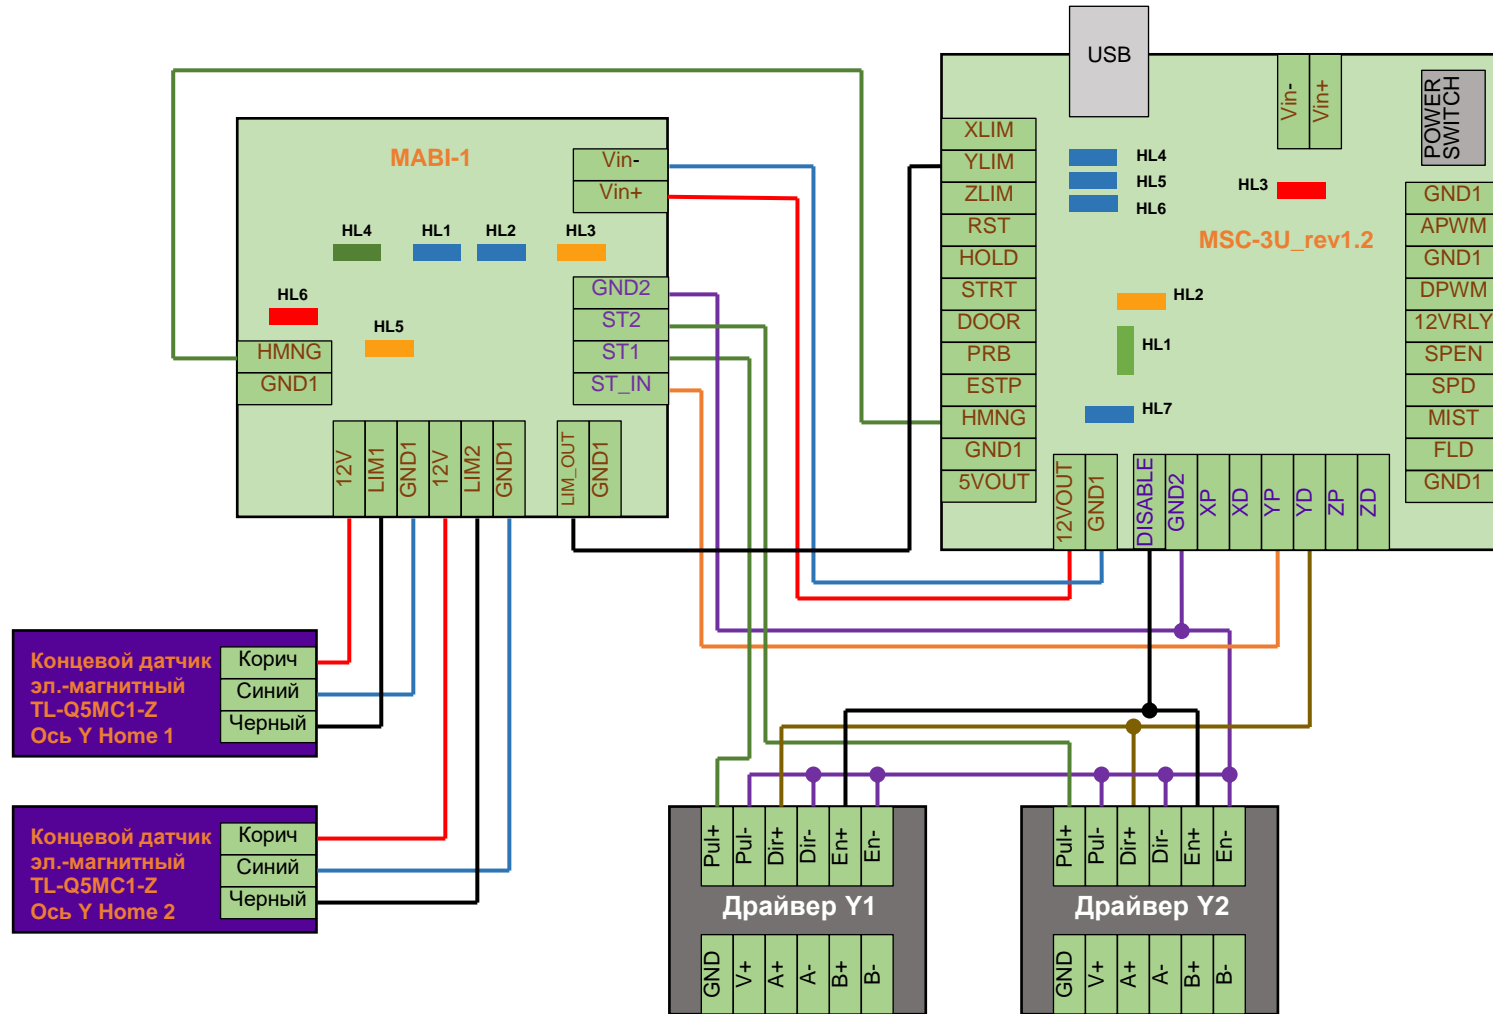 USB
Vin-
Vin+
POWER
SWITCH
MABI-1
Vin-
Vin+
HL4
HL1
HL2
HL3
HL6
HL5
GND2
ST2
ST1
ST_IN
HMNG
GND1
12V
LIM1
GND1
12V
LIM2
GND1
LIM_OUT
GND1
XLIM
YLIM
ZLIM
RST
HOLD
STRT
DOOR
PRB
ESTP
HMNG
GND1
5VOUT
HL4
HL5
HL6
HL3
MSC-3U_rev1.2
HL2
HL1
HL7
GND1
APWM
GND1
DPWM
12VRLY
SPEN
SPD
MIST
FLD
GND1
12VOUT
GND1
DISABLE
GND2
XP
XD
YP
YD
ZP
ZD
Концевой датчик
эл.-магнитный
TL-Q5MC1-Z
Ось Y Home 1
Корич
Синий
Черный
Концевой датчик
эл.-магнитный
TL-Q5MC1-Z
Ось Y Home 2
Корич
Синий
Черный
Pul+
Pul-
Dir+
Dir-
En+
En-
Драйвер Y1
GND
V+
A+
A-
B+
B-
Pul+
Pul-
Dir+
Dir-
En+
En-
Драйвер Y2
GND
V+
A+
A-
B+
B-